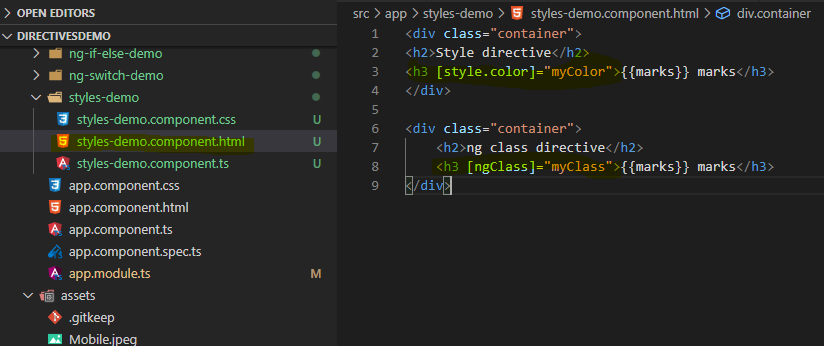 OPEN EDITORS
DIRECTIVESDEMO
ng-if-else-demo
ng-switch-demo
styles-demo
styles-demo.component.css U
styles-demo.component.html U
styles-demo.component.ts U
app.component.css
app.component.html
app.component.ts
app.component.spec.ts
app.module.ts M
assets
.gitkeep
Mobile.jpeg
src > app > styles-demo > styles-demo.component.html > div.container
1 <div class="container">
2 <h2>Style directive</h2>
3 <h3 [style.color]="myColor">{{marks}} marks</h3>
4 </div>
5
6 <div class="container">
7 <h2>ng class directive</h2>
8 <h3 [ngClass]="myClass">{{marks}} marks</h3>
9 </div>